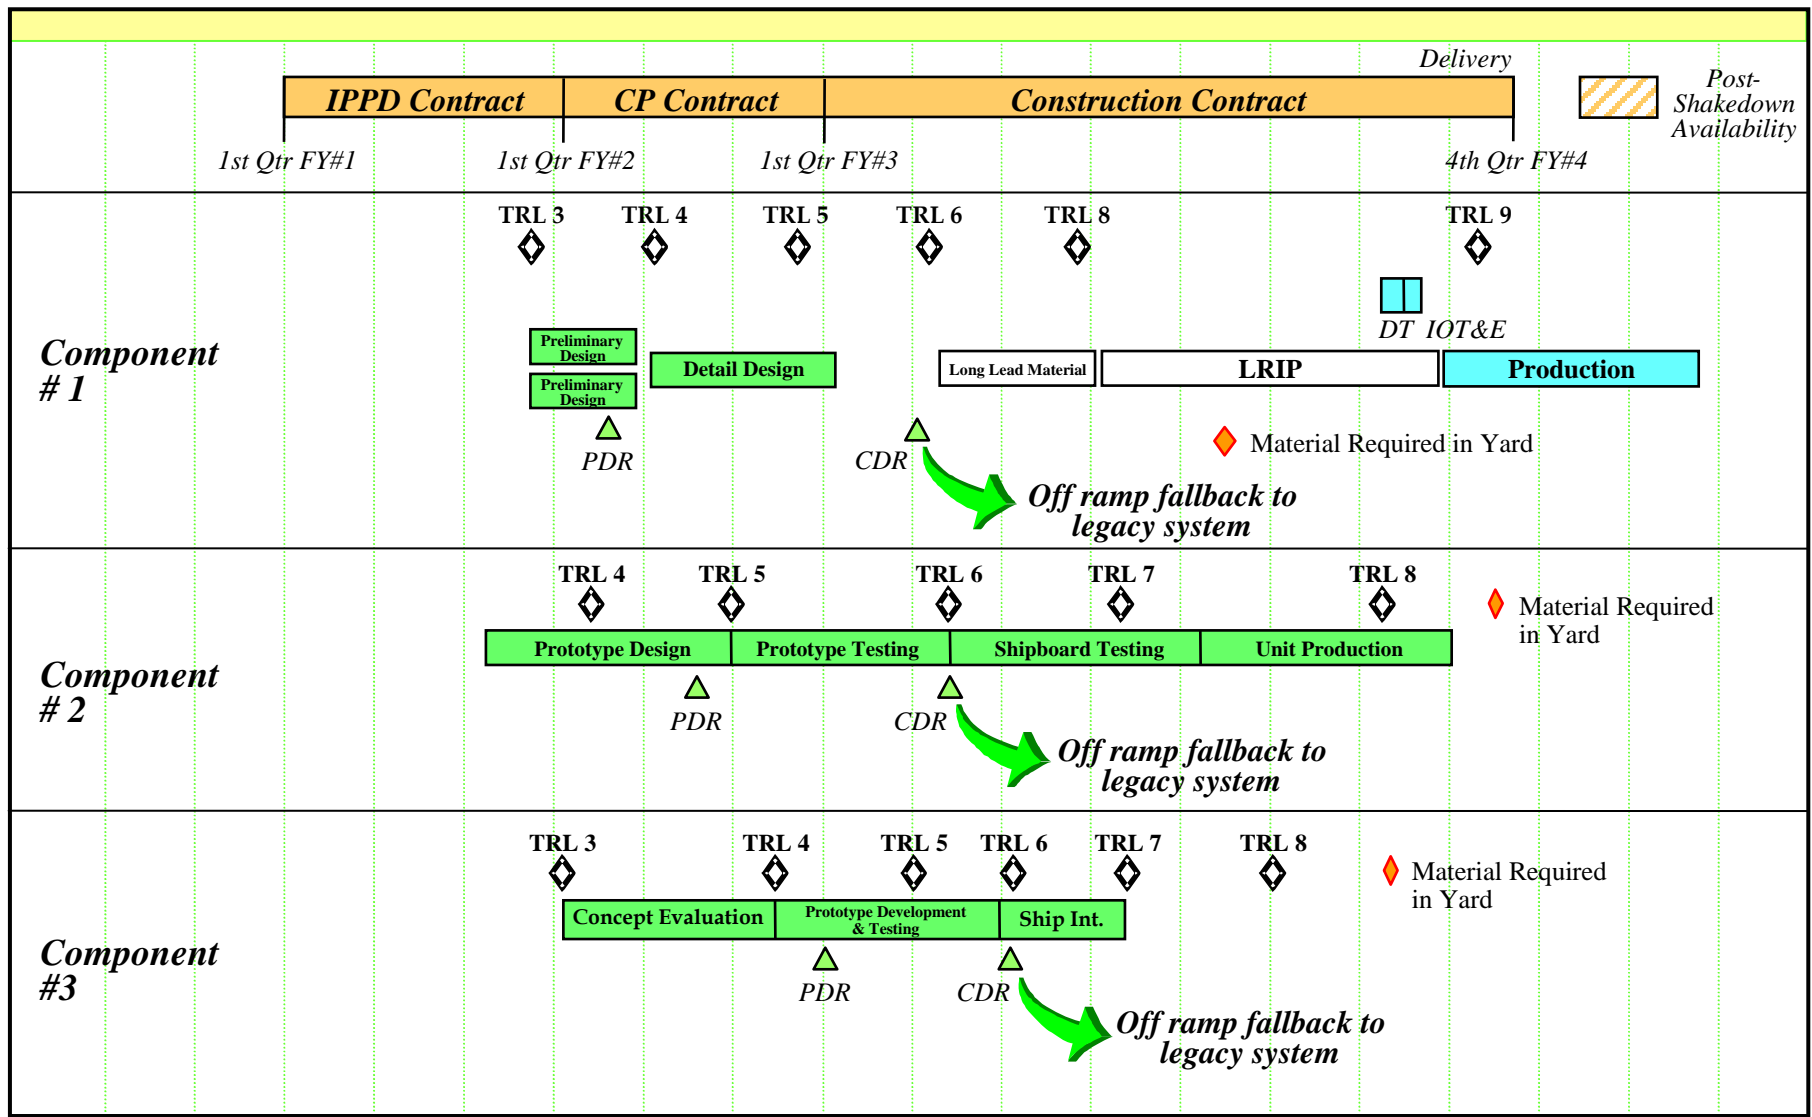 Delivery
IPPD Contract
CP Contract
Construction Contract
Post-
Shakedown
Availability
1st Qtr FY#1
1st Qtr FY#2
1st Qtr FY#3
4th Qtr FY#4
TRL 3
TRL 4
TRL 5
TRL 6
TRL 8
TRL 9
DT IOT&E
Component
# 1
Preliminary
Design
Preliminary
Design
Detail Design
Long Lead Material
LRIP
Production
PDR
CDR
Material Required in Yard
Off ramp fallback to
legacy system
TRL 4
TRL 5
TRL 6
TRL 7
TRL 8
Material Required
in Yard
Component
# 2
Prototype Design
Prototype Testing
Shipboard Testing
Unit Production
PDR
CDR
Off ramp fallback to
legacy system
TRL 3
TRL 4
TRL 5
TRL 6
TRL 7
TRL 8
Material Required
in Yard
Component
#3
Concept Evaluation
Prototype Development
& Testing
Ship Int.
PDR
CDR
Off ramp fallback to
legacy system